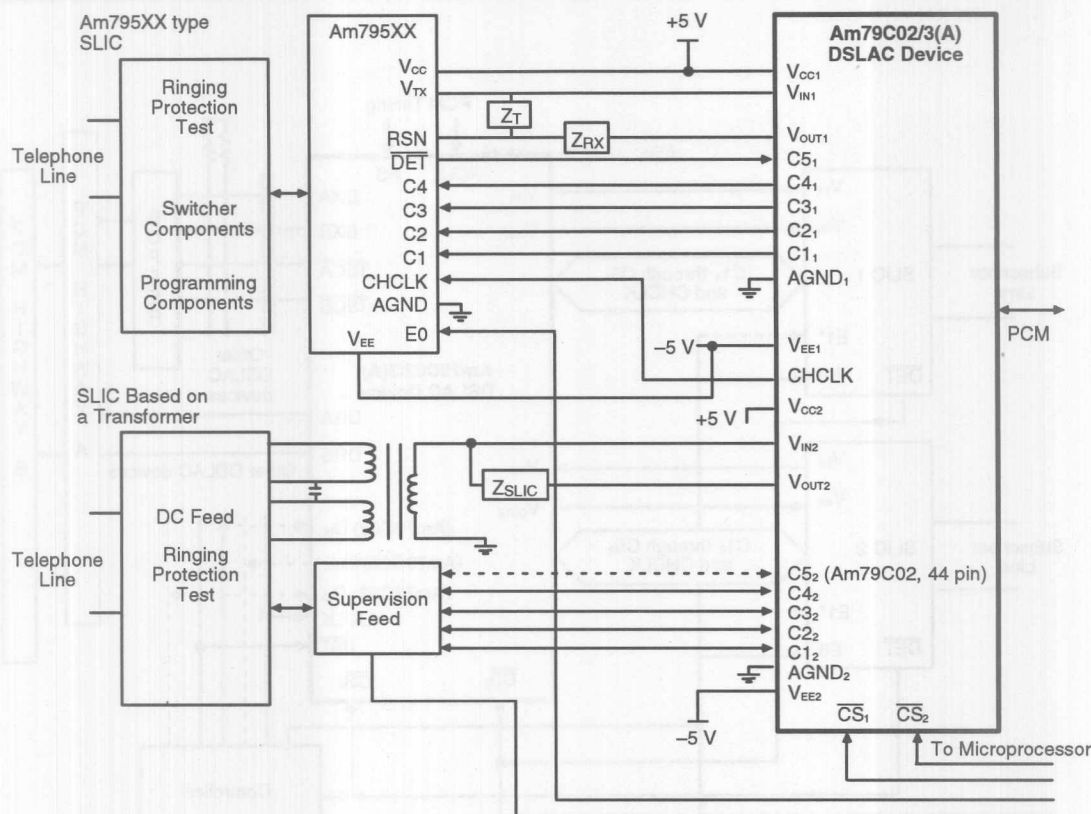 Am795XX type
SLIC
Ringing
Protection
Test
Switcher
Components
Programming
Components
Telephone
Line
Am795XX
VCC
VTX
RSN
DET
C4
C3
C2
C1
CHCLK
AGND
E0
VEE
ZT
ZRX
+5 V
Am79C02/3(A)
DSLAC Device
VCC1
VIN1
VOUT1
C51
C41
C31
C21
C11
AGND1
VEE1
CHCLK
VCC2
VIN2
VOUT2
C52 (Am79C02, 44 pin)
C42
C32
C22
C12
AGND2
VEE2
CS1 CS2
PCM
–5 V
+5 V
SLIC Based on
a Transformer
DC Feed
Ringing
Protection
Test
Telephone
Line
ZSLIC
Supervision
Feed
–5 V
To Microprocessor